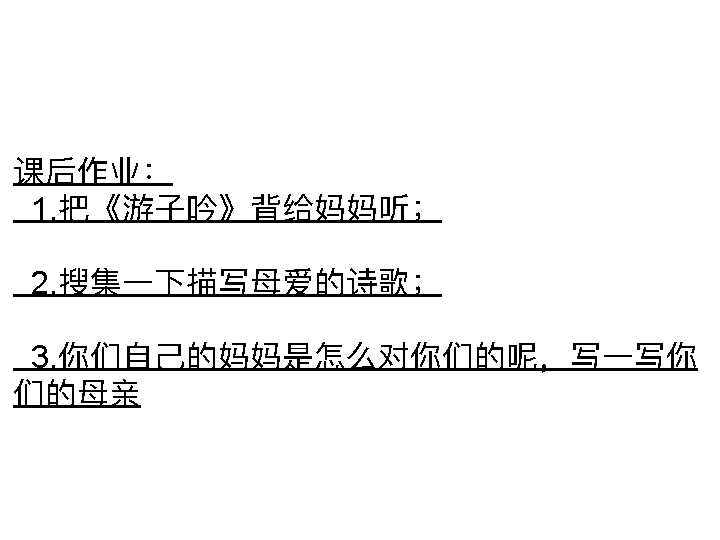 课后作业：
1.把《游子吟》背给妈妈听；
2.搜集一下描写母爱的诗歌；
3.你们自己的妈妈是怎么对你们的呢，写一写你
们的母亲